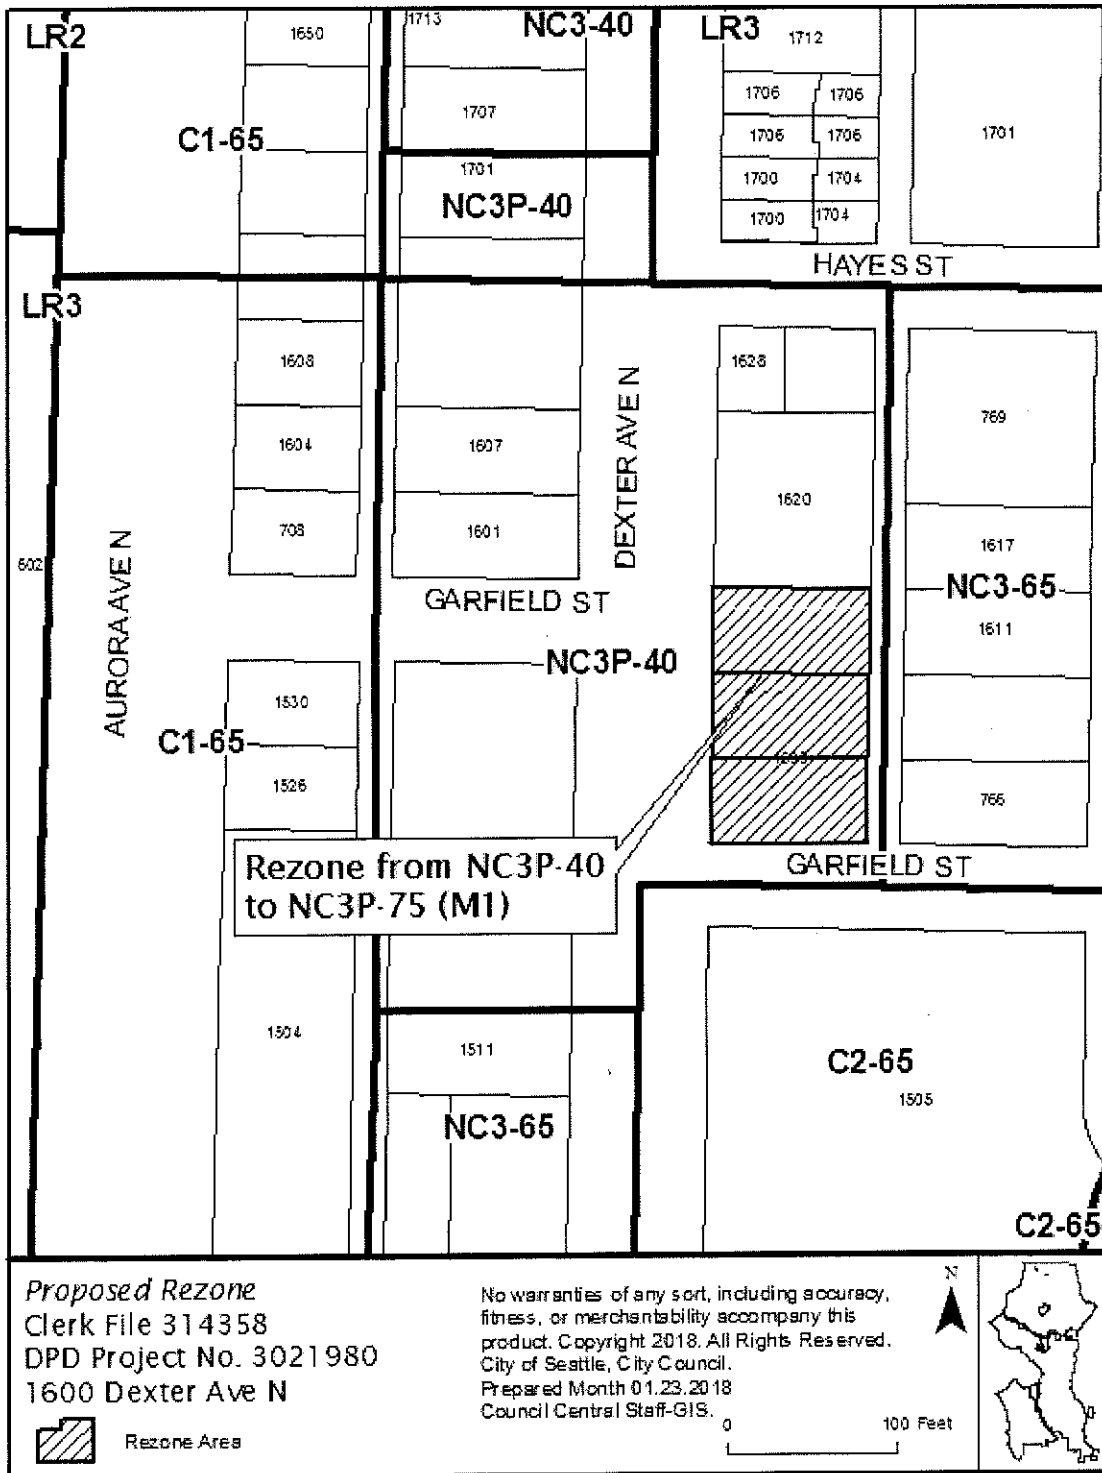 LR2
1650
1713
NC3-40
LR3
1712
C1-65
1707
1706
1706
1706
1706
1701
1701
NC3P-40
1700
1704
1700
1704
HAYES ST
LR3
1608
1628
DEXTER AVE N
769
1604
1607
1620
708
1601
1617
602
AURORA AVE N
GARFIELD ST
NC3-65
1611
NC3P-40
1530
C1-65
1526
766
Rezone from NC3P-40
to NC3P-75 (M1)
GARFIELD ST
1504
1511
C2-65
1505
NC3-65
C2-65
Proposed Rezone
Clerk File 314358
DPD Project No. 3021980
1600 Dexter Ave N
Rezone Area
No warranties of any sort, including accuracy,
fitness, or merchantability accompany this
product. Copyright 2018. All Rights Reserved.
City of Seattle, City Council.
Prepared Month 01.23.2018
Council Central Staff-GIS.
N
0 100 Feet